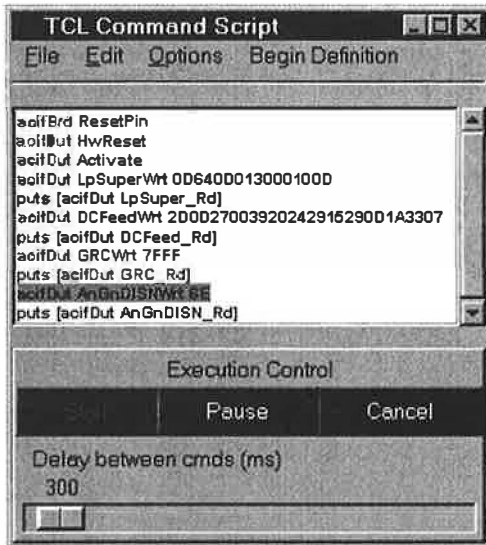 TCL Command Script
File Edit Options Begin Definition
acifBrd ResetPin
acifDut HwReset
acifDut Activate
acifDut LpSuperWrt 0D640D013000100D
puts [acifDut LpSuper_Rd]
acifDut DCFeedWrt 2D0D27003920242915290D1A3307
puts [acifDut DCFeed_Rd]
acifDut GRCWrt 7FFF
puts [acifDut GRC_Rd]
acifDut AnGnDISNWrt 6E
puts [acifDut AnGnDISN_Rd]
Execution Control
Pause Cancel
Delay between cmds (ms)
300